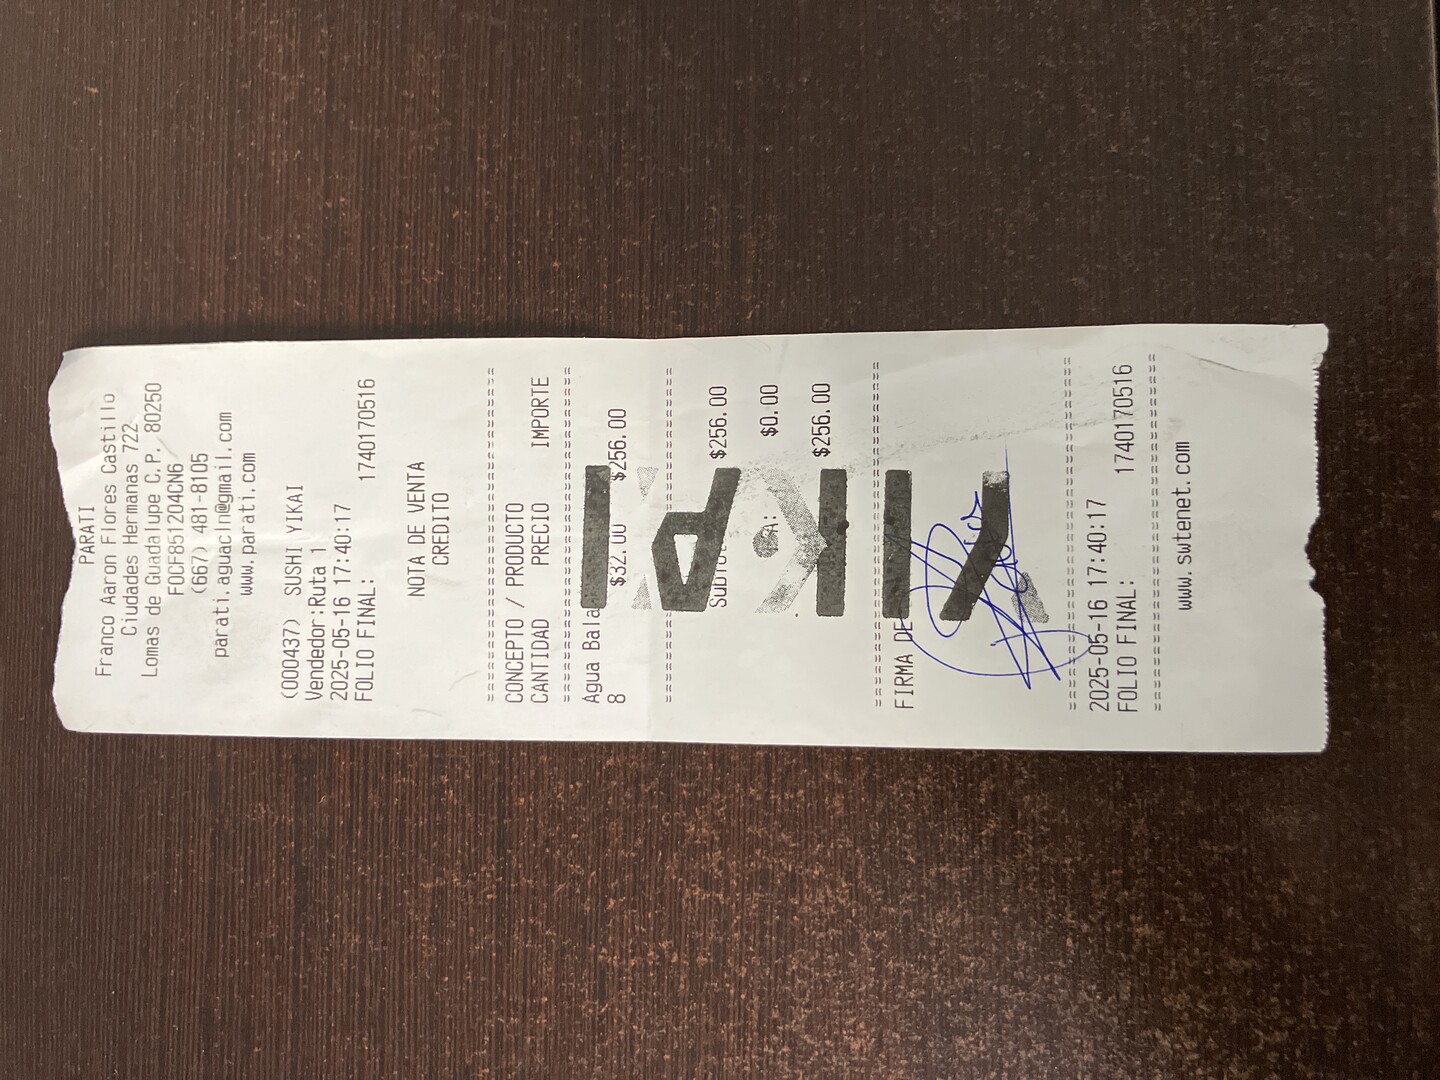 PARATI
Franco Aaron Flores Castillo
Ciudades Hermanas 722
Lomas de Guadalupe C.P. 80250
FOCF851204CN6
(667) 481-8105
parati.aguacln@gmail.com
www.parati.com
(000437) SUSHI YIKAI
Vendedor:Ruta 1
2025-05-16 17:40:17
FOLIO FINAL: 1740170516
NOTA DE VENTA
CREDITO
==============================
CONCEPTO / PRODUCTO
CANTIDAD PRECIO IMPORTE
==============================
Agua
8 $32.00 $256.00
==============================
$256.00
$0.00
$256.00
==============================
FIRMA DE
==============================
2025-05-16 17:40:17
FOLIO FINAL: 1740170516
==============================
www.swtenet.com